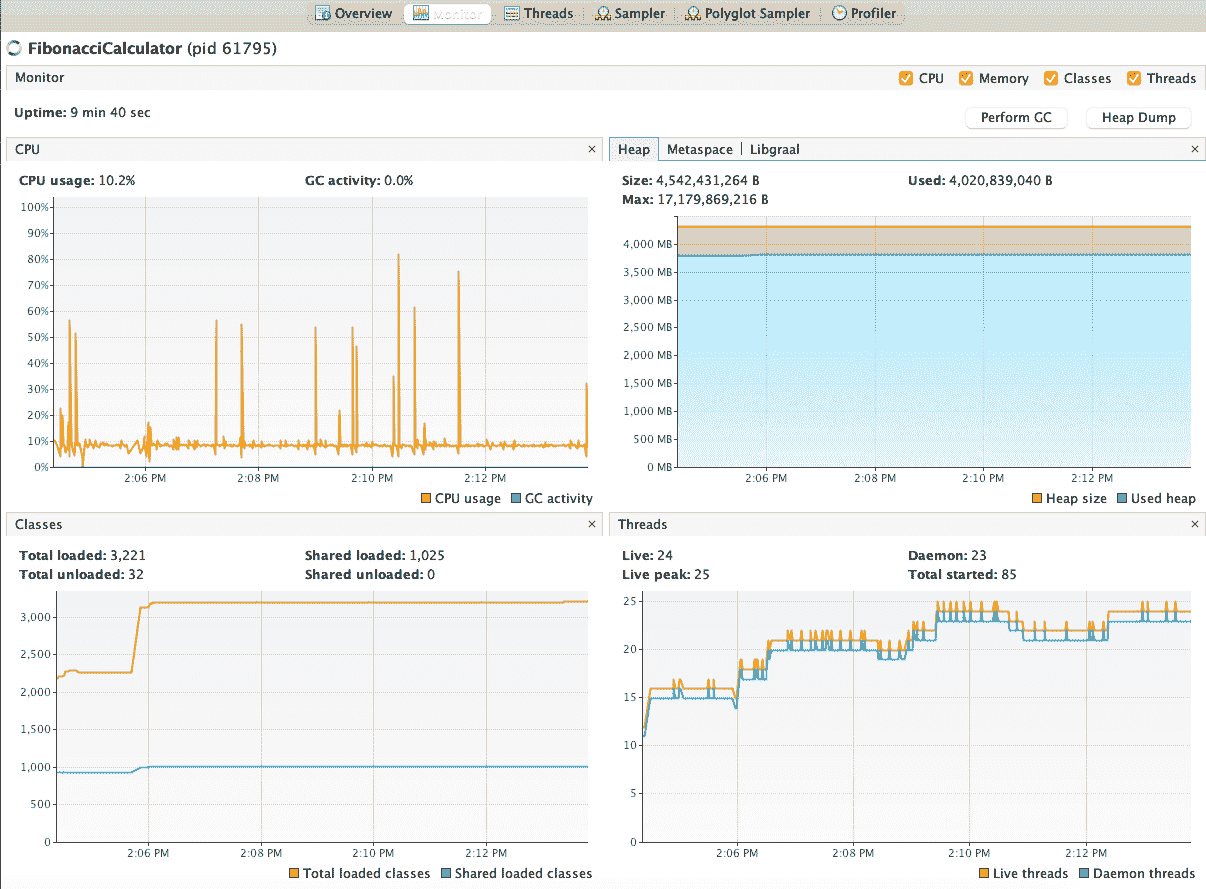 Overview Monitor Threads Sampler Polyglot Sampler Profiler
FibonacciCalculator (pid 61795)
Monitor CPU Memory Classes Threads
Uptime: 9 min 40 sec
Perform GC Heap Dump
CPU ×
CPU usage: 10.2% GC activity: 0.0%
100%
90%
80%
70%
60%
50%
40%
30%
20%
10%
0%
2:06 PM 2:08 PM 2:10 PM 2:12 PM
CPU usage GC activity
Heap Metaspace | Libgraal ×
Size: 4,542,431,264 B Used: 4,020,839,040 B
Max: 17,179,869,216 B
4,000 MB
3,500 MB
3,000 MB
2,500 MB
2,000 MB
1,500 MB
1,000 MB
500 MB
0 MB
2:06 PM 2:08 PM 2:10 PM 2:12 PM
Heap size Used heap
Classes ×
Total loaded: 3,221 Shared loaded: 1,025
Total unloaded: 32 Shared unloaded: 0
3,000
2,500
2,000
1,500
1,000
500
0
2:06 PM 2:08 PM 2:10 PM 2:12 PM
Total loaded classes Shared loaded classes
Threads ×
Live: 24 Daemon: 23
Live peak: 25 Total started: 85
25
20
15
10
5
0
2:06 PM 2:08 PM 2:10 PM 2:12 PM
Live threads Daemon threads